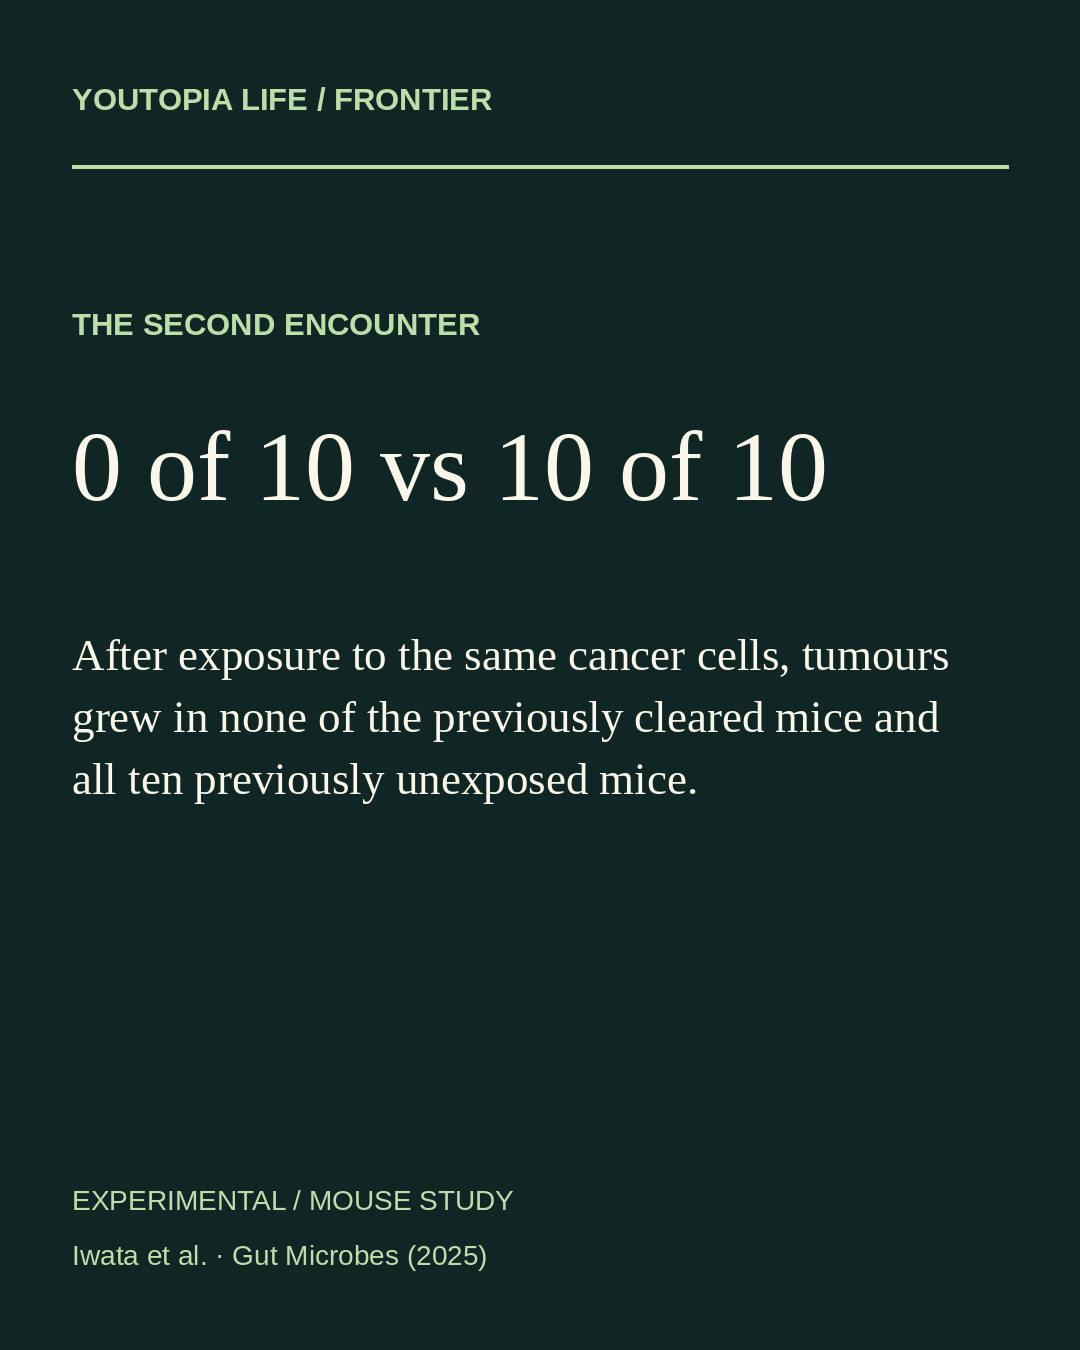 YOUTOPIA LIFE / FRONTIER
THE SECOND ENCOUNTER
0 of 10 vs 10 of 10
After exposure to the same cancer cells, tumours
grew in none of the previously cleared mice and
all ten previously unexposed mice.
EXPERIMENTAL / MOUSE STUDY
Iwata et al. · Gut Microbes (2025)